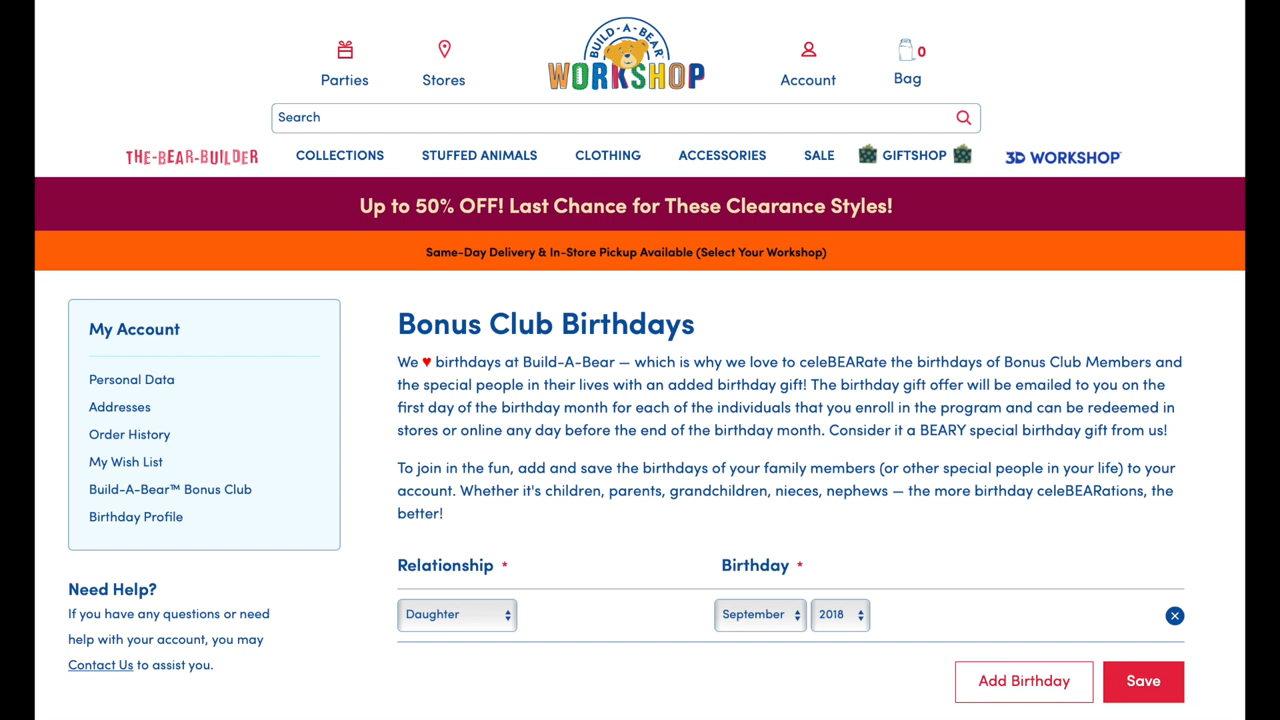 Parties
Stores
BUILD-A-BEAR
WORKSHOP
Account
0
Bag
Search
THE-BEAR-BUILDER
COLLECTIONS
STUFFED ANIMALS
CLOTHING
ACCESSORIES
SALE
GIFTSHOP
3D WORKSHOP™
Up to 50% OFF! Last Chance for These Clearance Styles!
Same-Day Delivery & In-Store Pickup Available (Select Your Workshop)
My Account
Personal Data
Addresses
Order History
My Wish List
Build-A-Bear™ Bonus Club
Birthday Profile
Need Help?
If you have any questions or need
help with your account, you may
Contact Us to assist you.
Bonus Club Birthdays
We ♥ birthdays at Build-A-Bear — which is why we love to celeBEARate the birthdays of Bonus Club Members and
the special people in their lives with an added birthday gift! The birthday gift offer will be emailed to you on the
first day of the birthday month for each of the individuals that you enroll in the program and can be redeemed in
stores or online any day before the end of the birthday month. Consider it a BEARY special birthday gift from us!
To join in the fun, add and save the birthdays of your family members (or other special people in your life) to your
account. Whether it's children, parents, grandchildren, nieces, nephews — the more birthday celeBEARations, the
better!
Relationship *
Birthday *
Daughter
September
2018
Add Birthday
Save